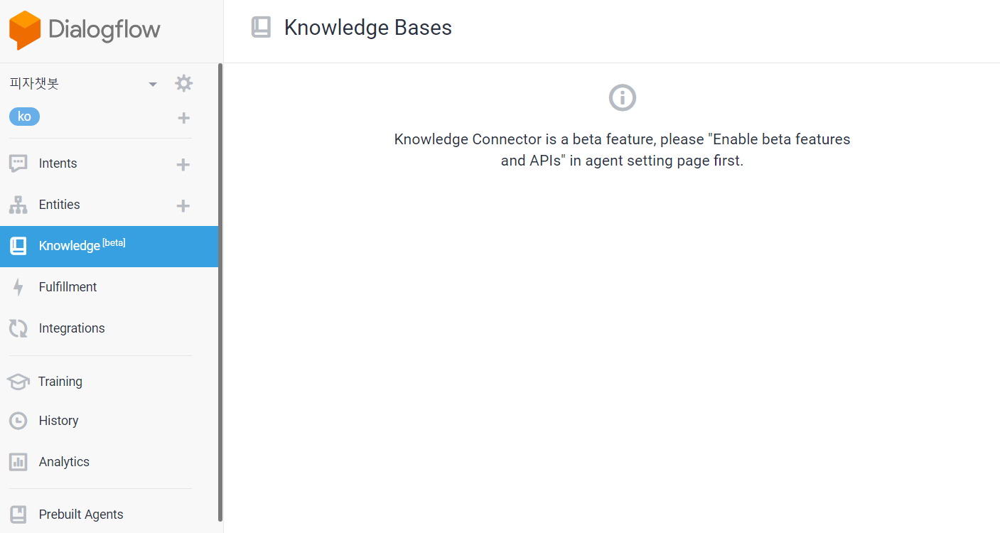 Dialogflow
피자챗봇
ko
Intents
Entities
Knowledge [beta]
Fulfillment
Integrations
Training
History
Analytics
Prebuilt Agents
Knowledge Bases
Knowledge Connector is a beta feature, please "Enable beta features
and APIs" in agent setting page first.